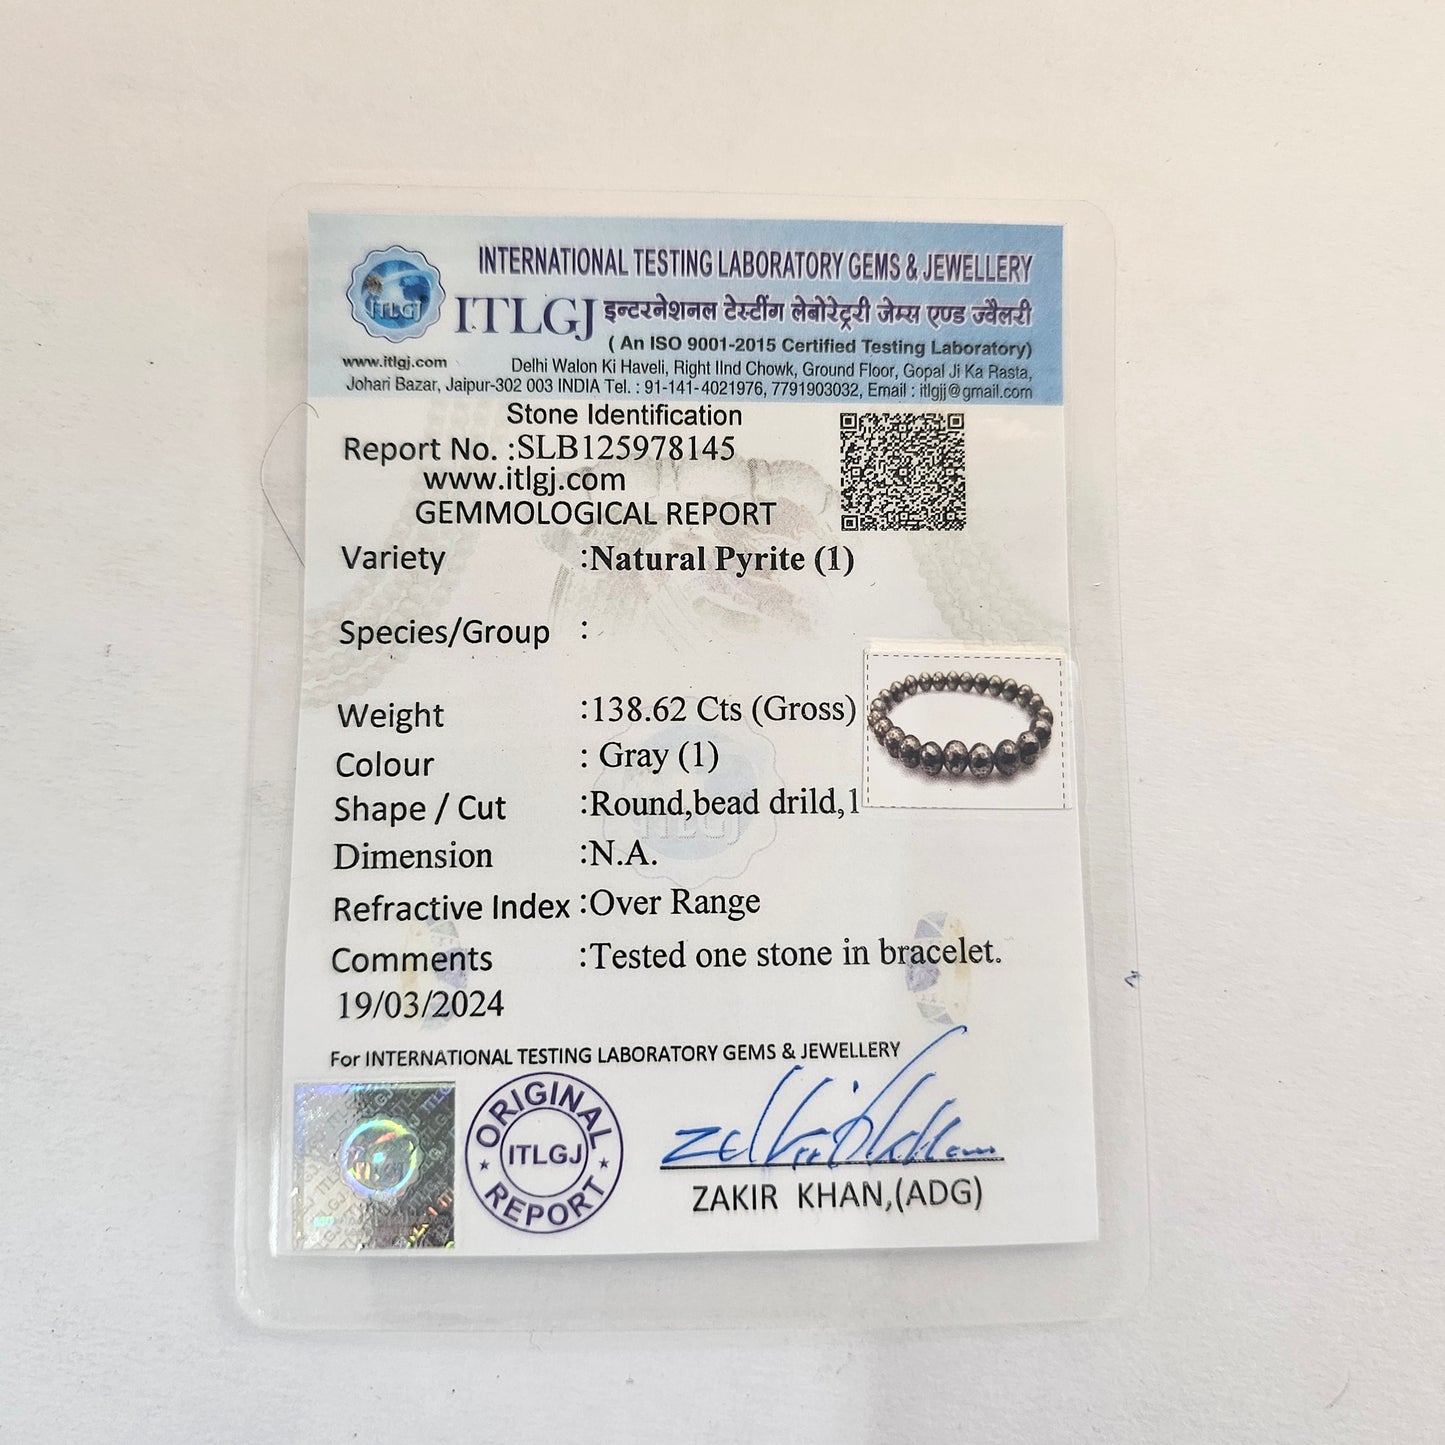 INTERNATIONAL TESTING LABORATORY GEMS & JEWELLERY
ITLGJ
ITLGJ इन्टरनेशनल टेस्टींग लेबोरेट्री जेम्स एण्ड ज्वैलरी
( An ISO 9001-2015 Certified Testing Laboratory)
www.itlgj.com Delhi Walon Ki Haveli, Right IInd Chowk, Ground Floor, Gopal Ji Ka Rasta,
Johari Bazar, Jaipur-302 003 INDIA Tel. : 91-141-4021976, 7791903032, Email : itlgjj@gmail.com
Stone Identification
Report No. :SLB125978145
www.itlgj.com
GEMMOLOGICAL REPORT
Variety :Natural Pyrite (1)
Species/Group :
Weight :138.62 Cts (Gross)
Colour : Gray (1)
Shape / Cut :Round,bead drild,1
ITLGJ
Dimension :N.A.
Refractive Index :Over Range
Comments :Tested one stone in bracelet.
19/03/2024
For INTERNATIONAL TESTING LABORATORY GEMS & JEWELLERY
ORIGINAL
ITLGJ
REPORT
ZAKIR KHAN,(ADG)